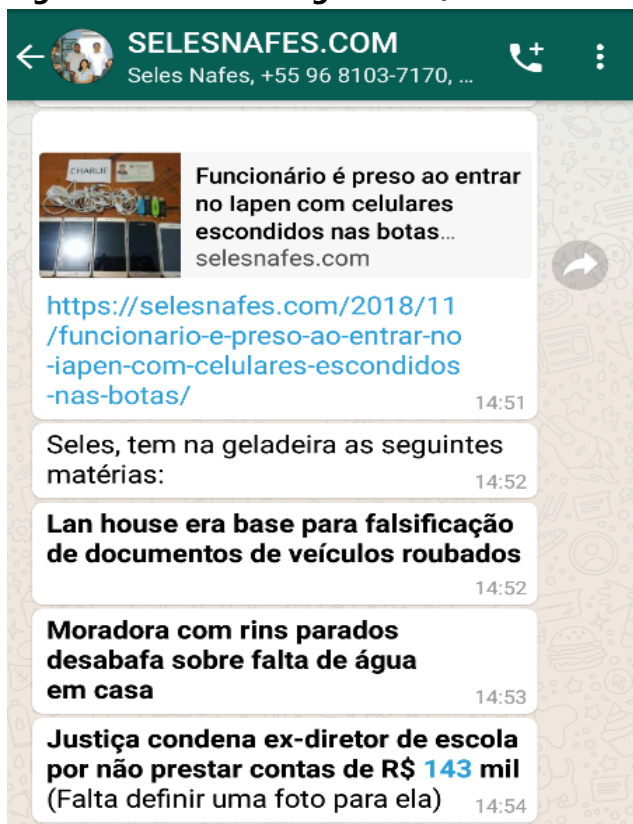 SELESNAFES.COM
Seles Nafes, +55 96 8103-7170, ...
CHARLIE
Funcionário é preso ao entrar
no Iapen com celulares
escondidos nas botas...
selesnafes.com
https://selesnafes.com/2018/11
/funcionario-e-preso-ao-entrar-no
-iapen-com-celulares-escondidos
-nas-botas/
14:51
Seles, tem na geladeira as seguintes
matérias:
14:52
Lan house era base para falsificação
de documentos de veículos roubados
14:52
Moradora com rins parados
desabafa sobre falta de água
em casa
14:53
Justiça condena ex-diretor de escola
por não prestar contas de R$ 143 mil
(Falta definir uma foto para ela)
14:54